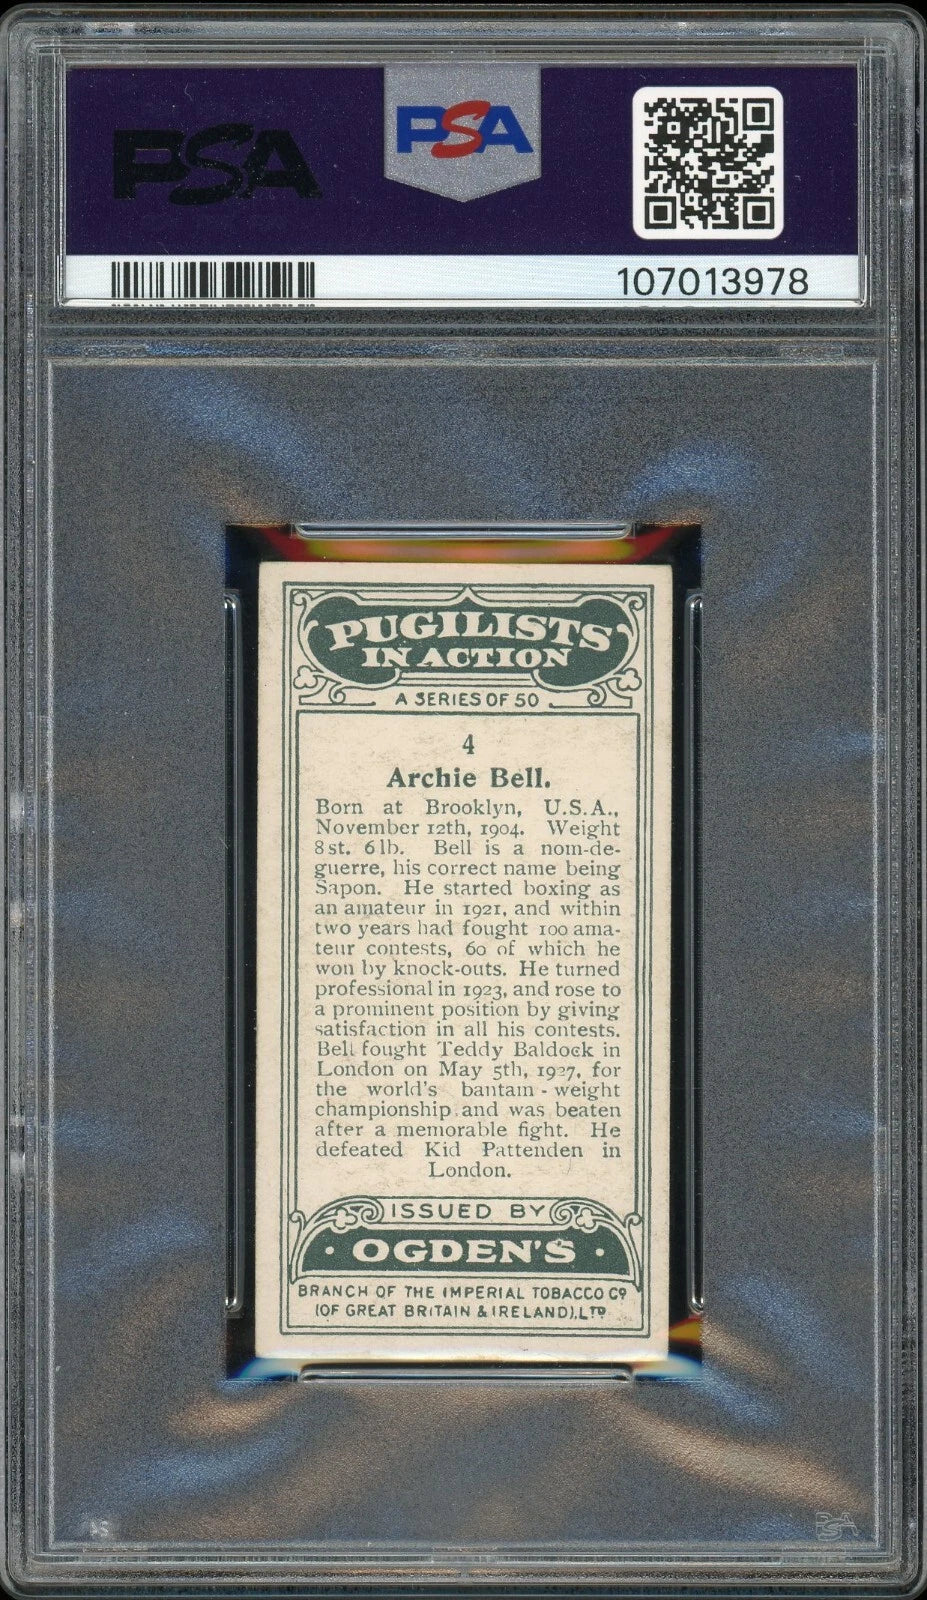 PSA
PSA
107013978
PUGILISTS
IN ACTION
A SERIES OF 50
4
Archie Bell.
Born at Brooklyn, U.S.A.,
November 12th, 1904. Weight
8 st. 6 lb. Bell is a nom-de-
guerre, his correct name being
Sapon. He started boxing as
an amateur in 1921, and within
two years had fought 100 ama-
teur contests, 60 of which he
won by knock-outs. He turned
professional in 1923, and rose to
a prominent position by giving
satisfaction in all his contests.
Bell fought Teddy Baldock in
London on May 5th, 1927, for
the world's bantam-weight
championship and was beaten
after a memorable fight. He
defeated Kid Pattenden in
London.
ISSUED BY
· OGDEN'S ·
BRANCH OF THE IMPERIAL TOBACCO Co
(OF GREAT BRITAIN & IRELAND), LTD
PSA